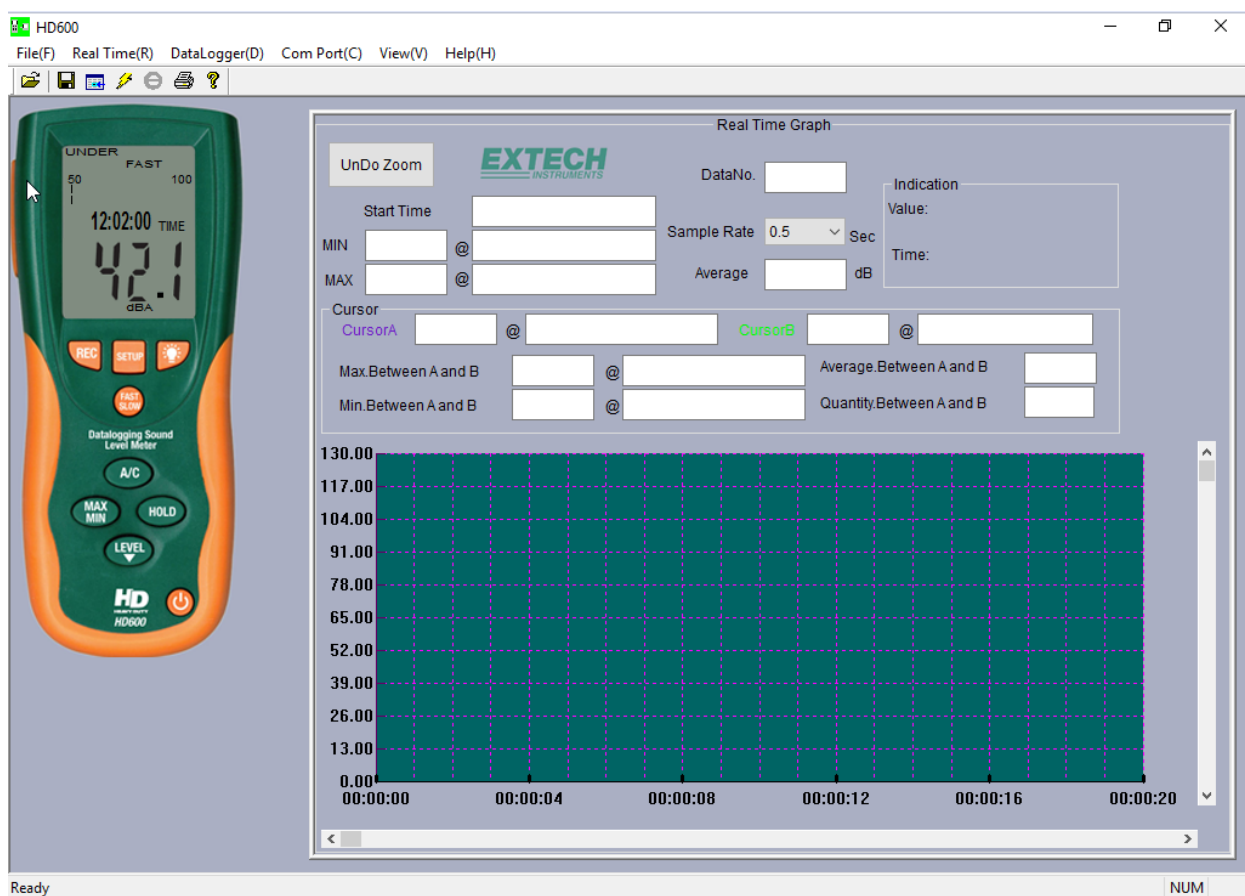 HD600
File(F) Real Time(R) DataLogger(D) Com Port(C) View(V) Help(H)
UNDER
FAST
50 100
12:02:00 TIME
42.1
dBA
REC SETUP
FAST
SLOW
Datalogging Sound
Level Meter
A/C
MAX
MIN
HOLD
LEVEL
HD
HEAVY DUTY
HD600
Real Time Graph
UnDo Zoom
EXTECH
INSTRUMENTS
DataNo.
Indication
Value:
Time:
Start Time
Sample Rate 0.5 Sec
MIN @
Average dB
MAX @
Cursor
CursorA @ CursorB @
Max.Between A and B @ Average.Between A and B
Min.Between A and B @ Quantity.Between A and B
130.00
117.00
104.00
91.00
78.00
65.00
52.00
39.00
26.00
13.00
0.00
00:00:00 00:00:04 00:00:08 00:00:12 00:00:16 00:00:20
Ready NUM